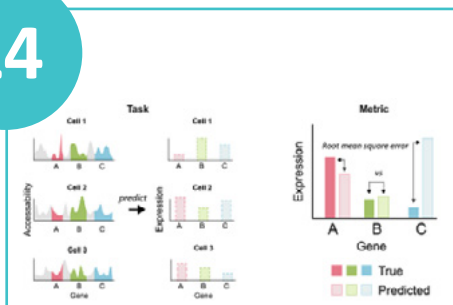 .4
Task
Cell 1
A B C
Cell 2
Accessability
A B C
Cell 3
A B C
Gene
predict
Cell 1
A B C
Cell 2
Expression
A B C
Cell 3
A B C
Gene
Metric
Root mean square error
vs
Expression
A B C
Gene
True
Predicted